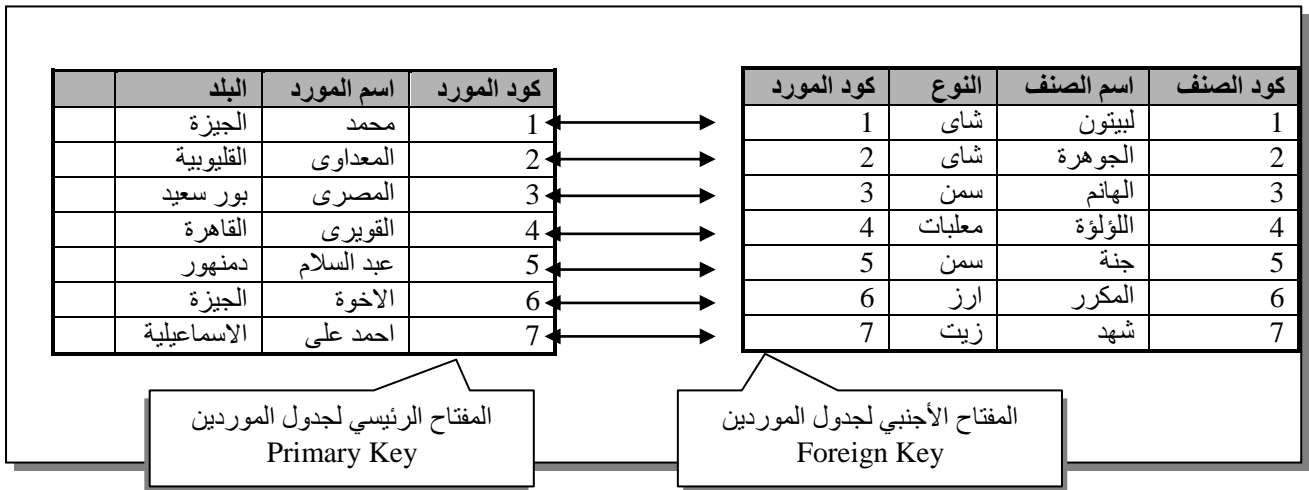 كود الصنف اسم الصنف النوع كود المورد
1 لبيتون شاى 1
2 الجوهرة شاى 2
3 الهانم سمن 3
4 اللؤلؤة معلبات 4
5 جنة سمن 5
6 المكرر ارز 6
7 شهد زيت 7
المفتاح الأجنبي لجدول الموردين
Foreign Key
كود المورد اسم المورد البلد
1 محمد الجيزة
2 المعداوى القليوبية
3 المصرى بور سعيد
4 القويرى القاهرة
5 عبد السلام دمنهور
6 الاخوة الجيزة
7 احمد على الاسماعيلية
المفتاح الرئيسي لجدول الموردين
Primary Key